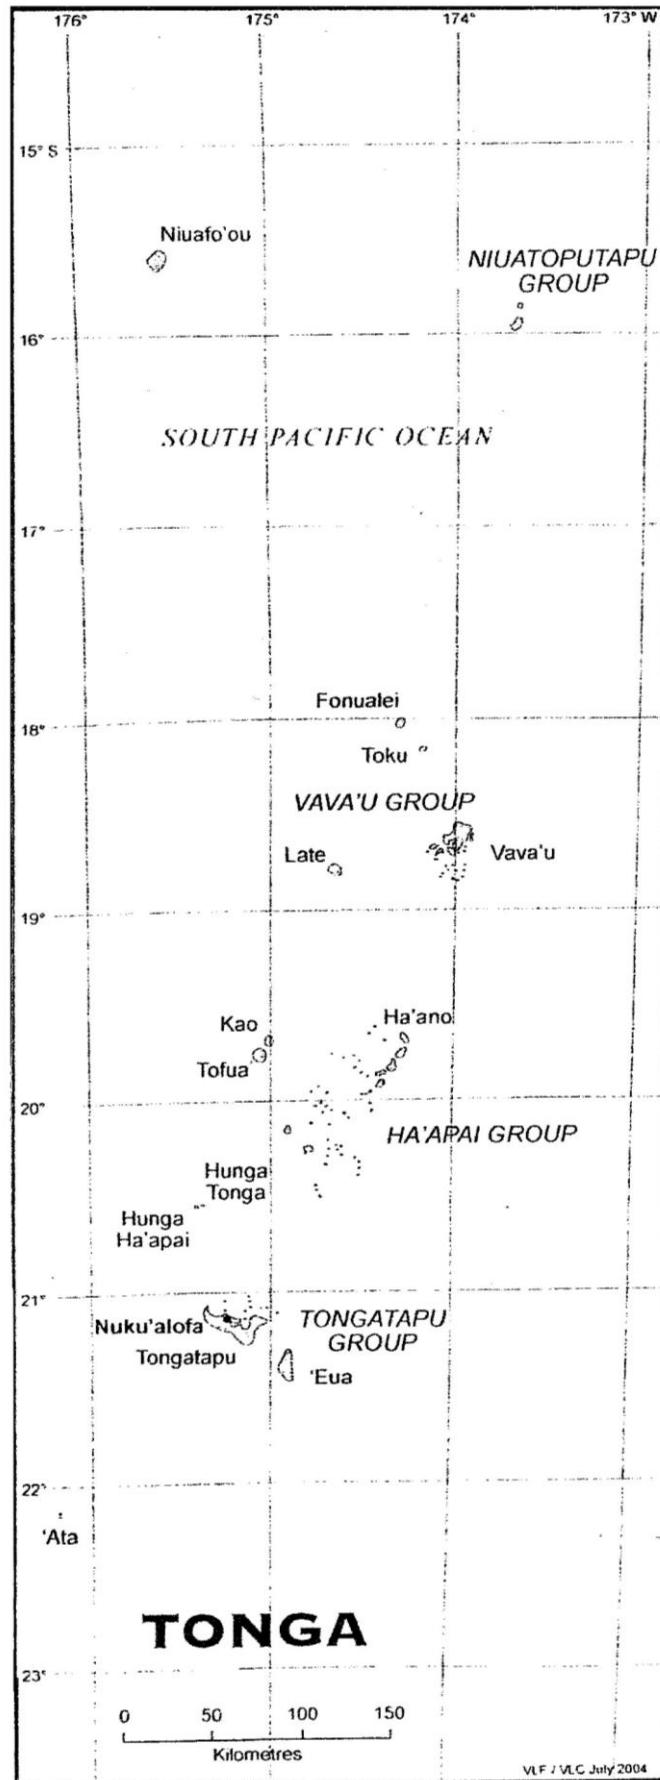 176°
175°
174°
173° W
15° S
Niuafo'ou
NIUATOPUTAPU
GROUP
16°
SOUTH PACIFIC OCEAN
17°
Fonualei
18°
Toku
VAVA'U GROUP
Late
Vava'u
19°
Kao
Ha'ano
Tofua
20°
HA'APAI GROUP
Hunga
Tonga
Hunga
Ha'apai
21°
Nuku'alofa
TONGATAPU
GROUP
Tongatapu
'Eua
22°
'Ata
TONGA
23°
0 50 100 150
Kilometres
VLF / VLC July 2004